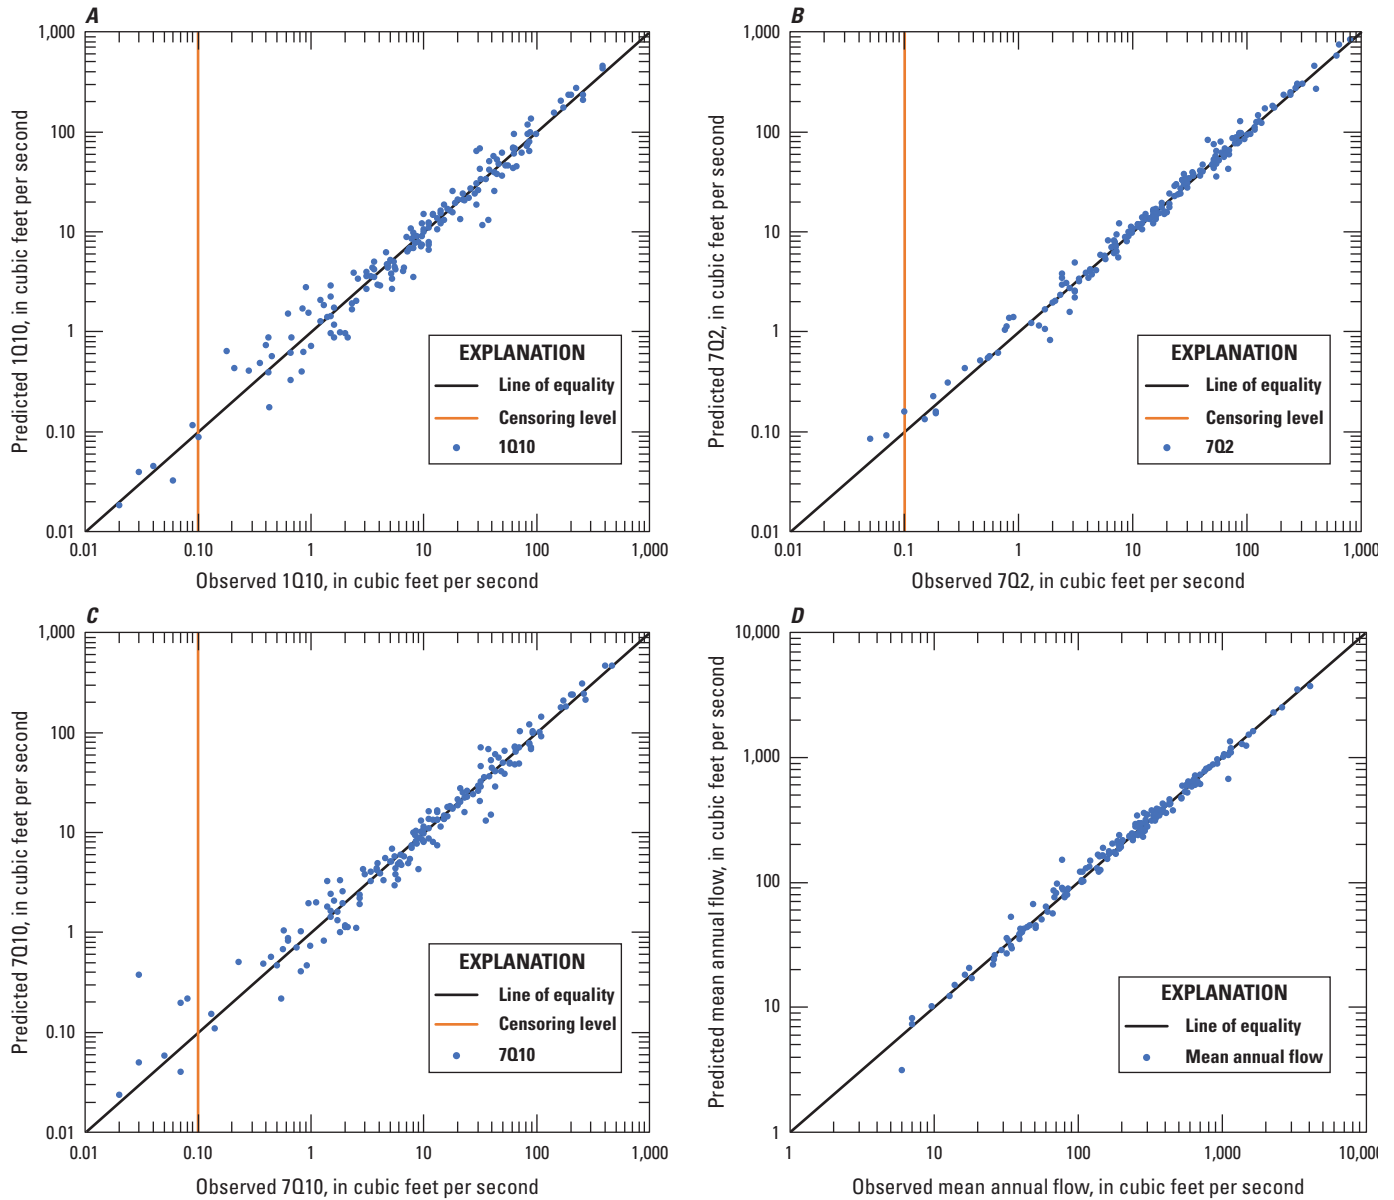 A
Predicted 1Q10, in cubic feet per second
1,000
100
10
1
0.10
0.01
0.01
0.10
1
10
100
1,000
Observed 1Q10, in cubic feet per second
EXPLANATION
Line of equality
Censoring level
1Q10
B
Predicted 7Q2, in cubic feet per second
1,000
100
10
1
0.10
0.01
0.01
0.1
1
10
100
1,000
Observed 7Q2, in cubic feet per second
EXPLANATION
Line of equality
Censoring level
7Q2
C
Predicted 7Q10, in cubic feet per second
1,000
100
10
1
0.10
0.01
0.01
0.10
1
10
100
1,000
Observed 7Q10, in cubic feet per second
EXPLANATION
Line of equality
Censoring level
7Q10
D
Predicted mean annual flow, in cubic feet per second
10,000
1,000
100
10
1
1
10
100
1,000
10,000
Observed mean annual flow, in cubic feet per second
EXPLANATION
Line of equality
Mean annual flow